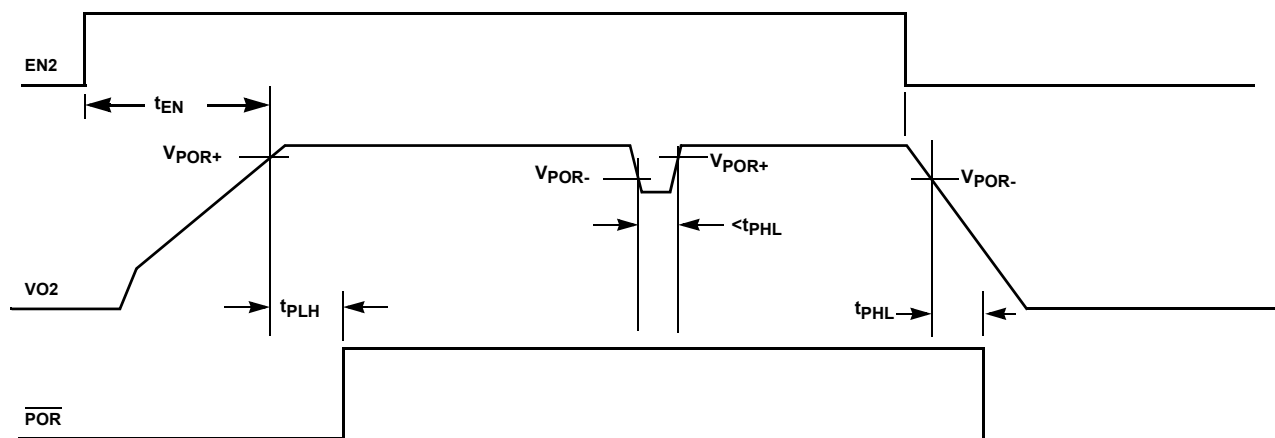 EN2
tEN
VPOR+
VPOR-
VPOR+
VPOR-
<tPHL
VO2
tPLH
tPHL
POR